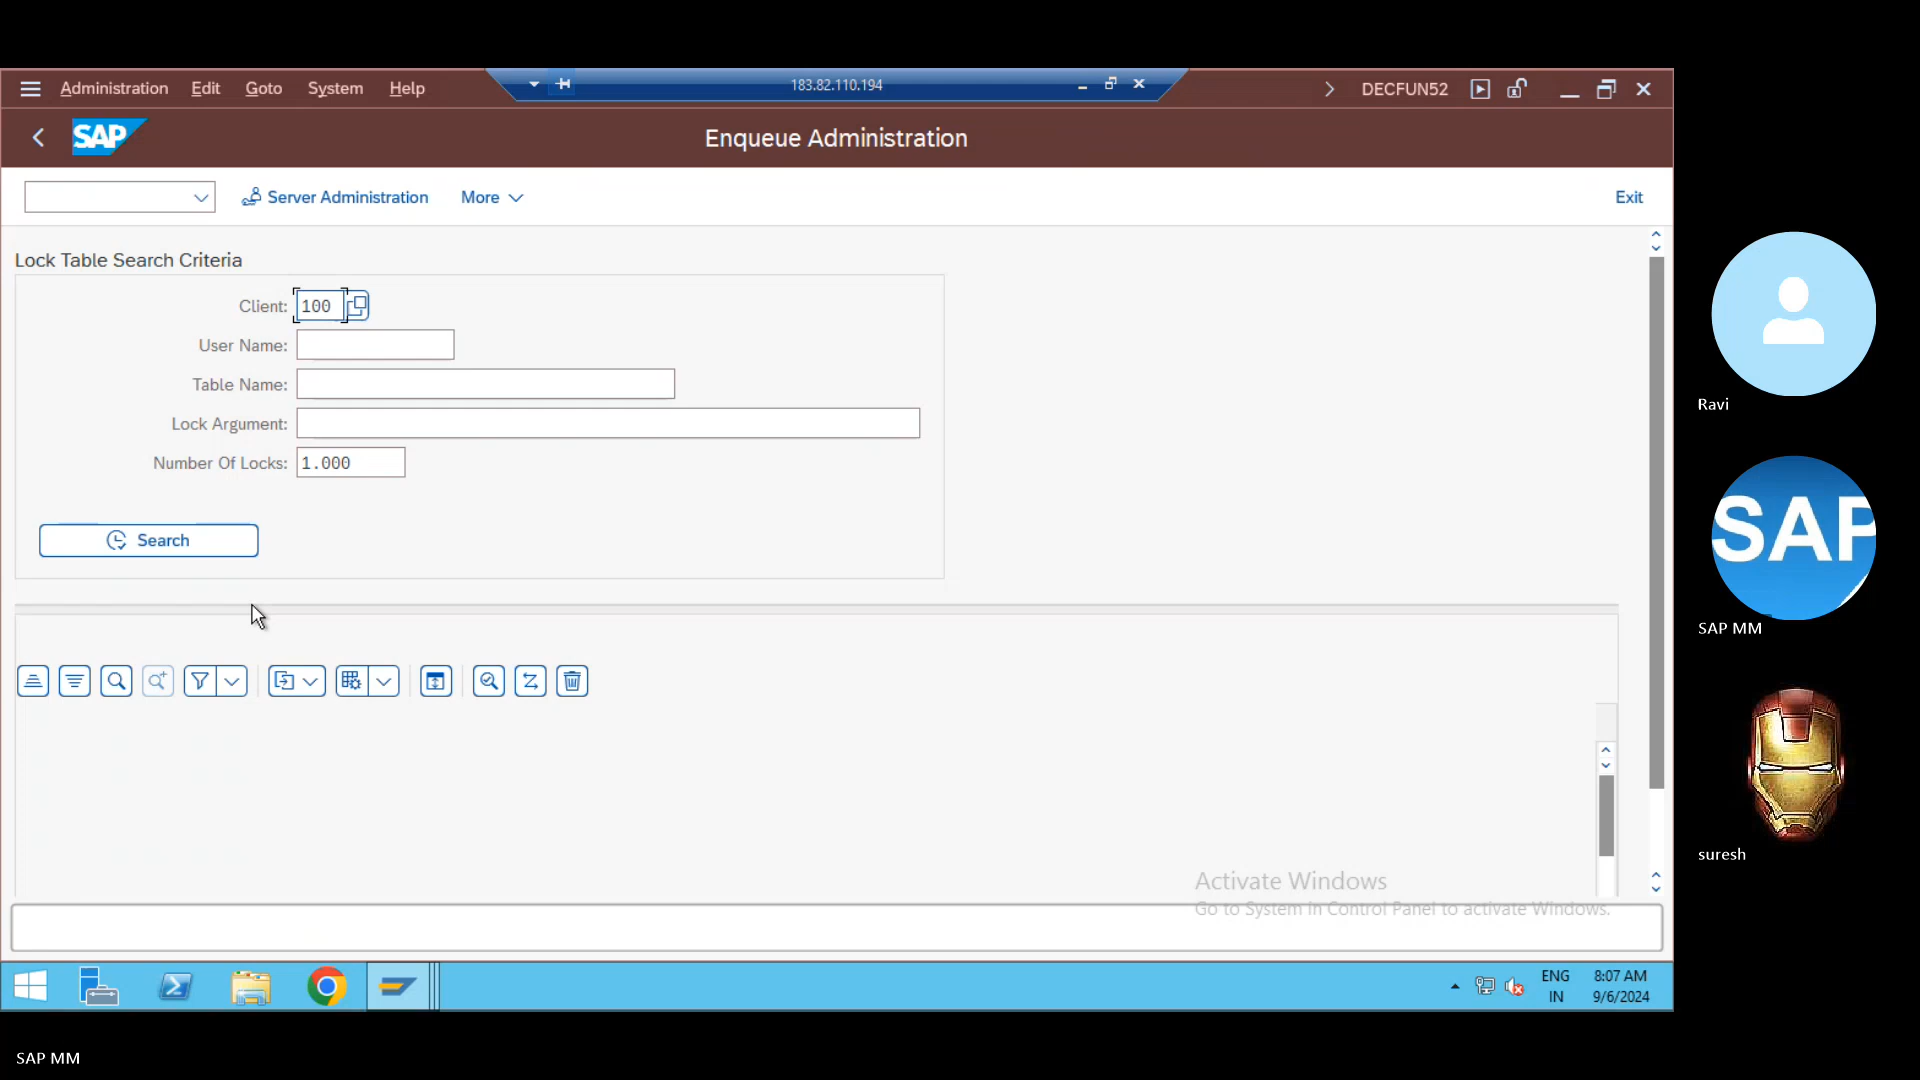 Administration Edit Goto System Help
183.82.110.194
DECFUN52
SAP
Enqueue Administration
Server Administration More
Exit
Lock Table Search Criteria
Client: 100
User Name:
Table Name:
Lock Argument:
Number Of Locks: 1.000
Search
Ravi
SAP
SAP MM
suresh
Activate Windows
Go to System in Control Panel to activate Windows.
ENG
IN
8:07 AM
9/6/2024
SAP MM